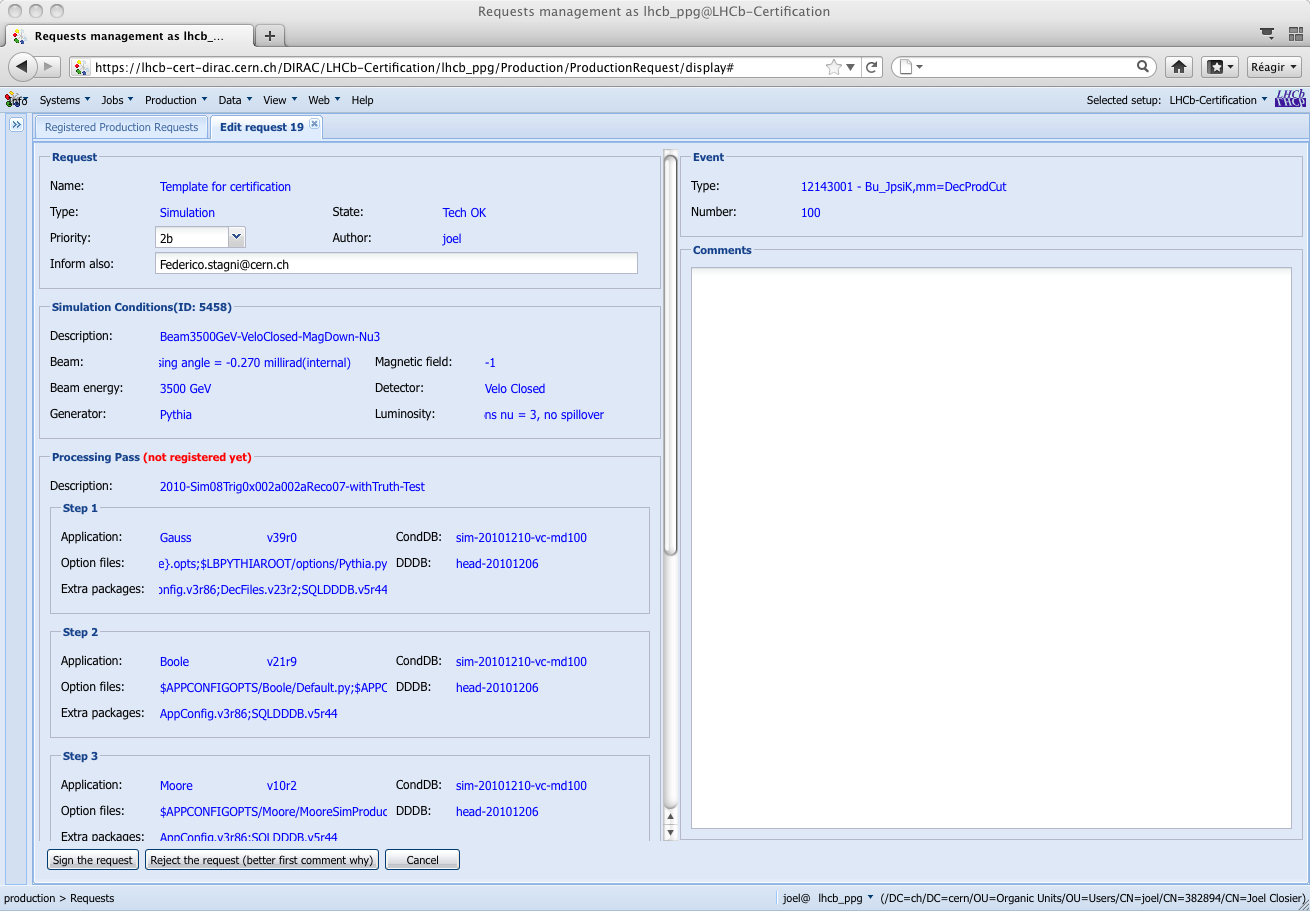 Requests management as lhcb_ppg@LHCb-Certification
Requests management as lhcb_...
https://lhcb-cert-dirac.cern.ch/DIRAC/LHCb-Certification/lhcb_ppg/Production/ProductionRequest/display#
Réagir
Info Systems Jobs Production Data View Web Help Selected setup: LHCb-Certification LHCb
Registered Production Requests Edit request 19
Request
Name: Template for certification
Type: Simulation State: Tech OK
Priority: 2b Author: joel
Inform also: Federico.stagni@cern.ch
Simulation Conditions(ID: 5458)
Description: Beam3500GeV-VeloClosed-MagDown-Nu3
Beam: sing angle = -0.270 millirad(internal) Magnetic field: -1
Beam energy: 3500 GeV Detector: Velo Closed
Generator: Pythia Luminosity: ns nu = 3, no spillover
Processing Pass (not registered yet)
Description: 2010-Sim08Trig0x002a002aReco07-withTruth-Test
Step 1
Application: Gauss v39r0 CondDB: sim-20101210-vc-md100
Option files: e}.opts;$LBPYTHIAROOT/options/Pythia.py DDDB: head-20101206
Extra packages: onfig.v3r86;DecFiles.v23r2;SQLDDDB.v5r44
Step 2
Application: Boole v21r9 CondDB: sim-20101210-vc-md100
Option files: $APPCONFIGOPTS/Boole/Default.py;$APPC DDDB: head-20101206
Extra packages: AppConfig.v3r86;SQLDDDB.v5r44
Step 3
Application: Moore v10r2 CondDB: sim-20101210-vc-md100
Option files: $APPCONFIGOPTS/Moore/MooreSimProduc DDDB: head-20101206
Extra packages: AppConfig.v3r86;SQLDDDB.v5r44
Event
Type: 12143001 - Bu_JpsiK,mm=DecProdCut
Number: 100
Comments
Sign the request Reject the request (better first comment why) Cancel
production > Requests joel@ lhcb_ppg (/DC=ch/DC=cern/OU=Organic Units/OU=Users/CN=joel/CN=382894/CN=Joel Closier)